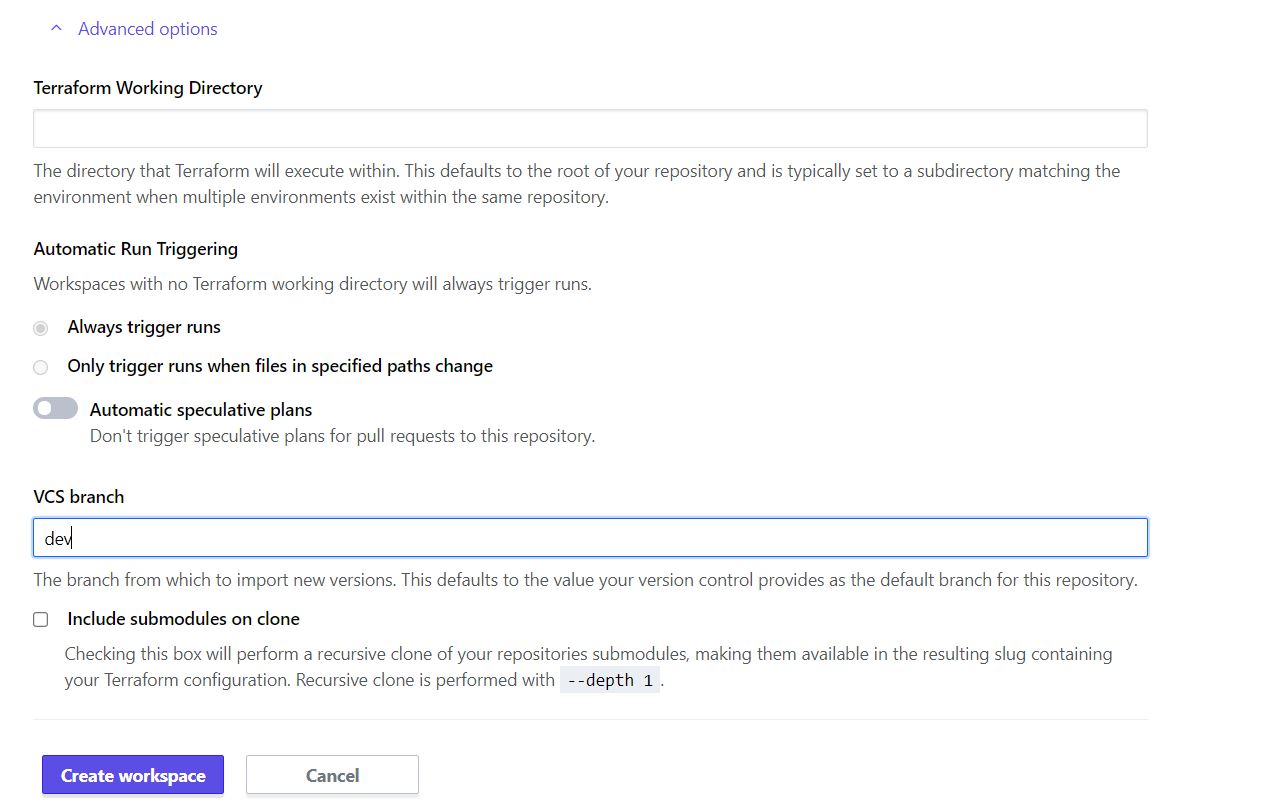 Advanced options
Terraform Working Directory
The directory that Terraform will execute within. This defaults to the root of your repository and is typically set to a subdirectory matching the
environment when multiple environments exist within the same repository.
Automatic Run Triggering
Workspaces with no Terraform working directory will always trigger runs.
Always trigger runs
Only trigger runs when files in specified paths change
Automatic speculative plans
Don't trigger speculative plans for pull requests to this repository.
VCS branch
dev
The branch from which to import new versions. This defaults to the value your version control provides as the default branch for this repository.
Include submodules on clone
Checking this box will perform a recursive clone of your repositories submodules, making them available in the resulting slug containing
your Terraform configuration. Recursive clone is performed with --depth 1.
Create workspace Cancel